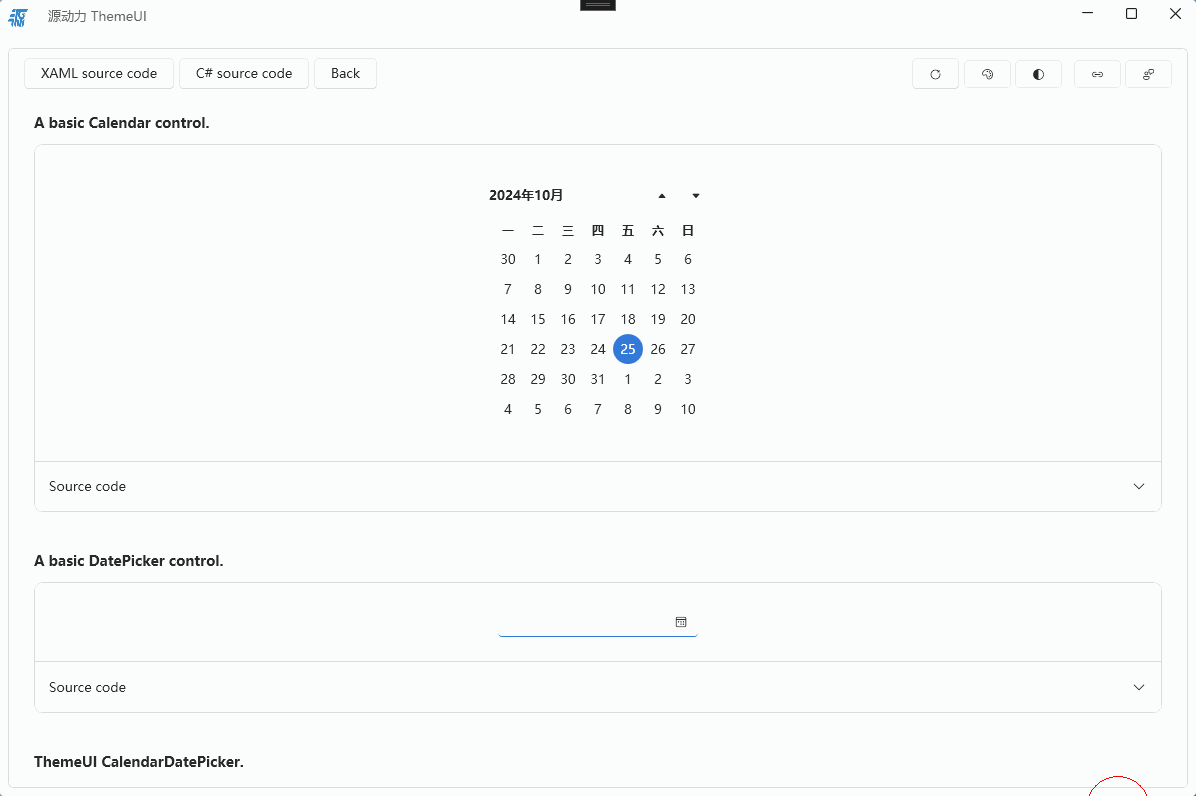 源动力 ThemeUI
XAML source code C# source code Back
A basic Calendar control.
2024年10月
一 二 三 四 五 六 日
30 1 2 3 4 5 6
7 8 9 10 11 12 13
14 15 16 17 18 19 20
21 22 23 24 25 26 27
28 29 30 31 1 2 3
4 5 6 7 8 9 10
Source code
A basic DatePicker control.
Source code
ThemeUI CalendarDatePicker.